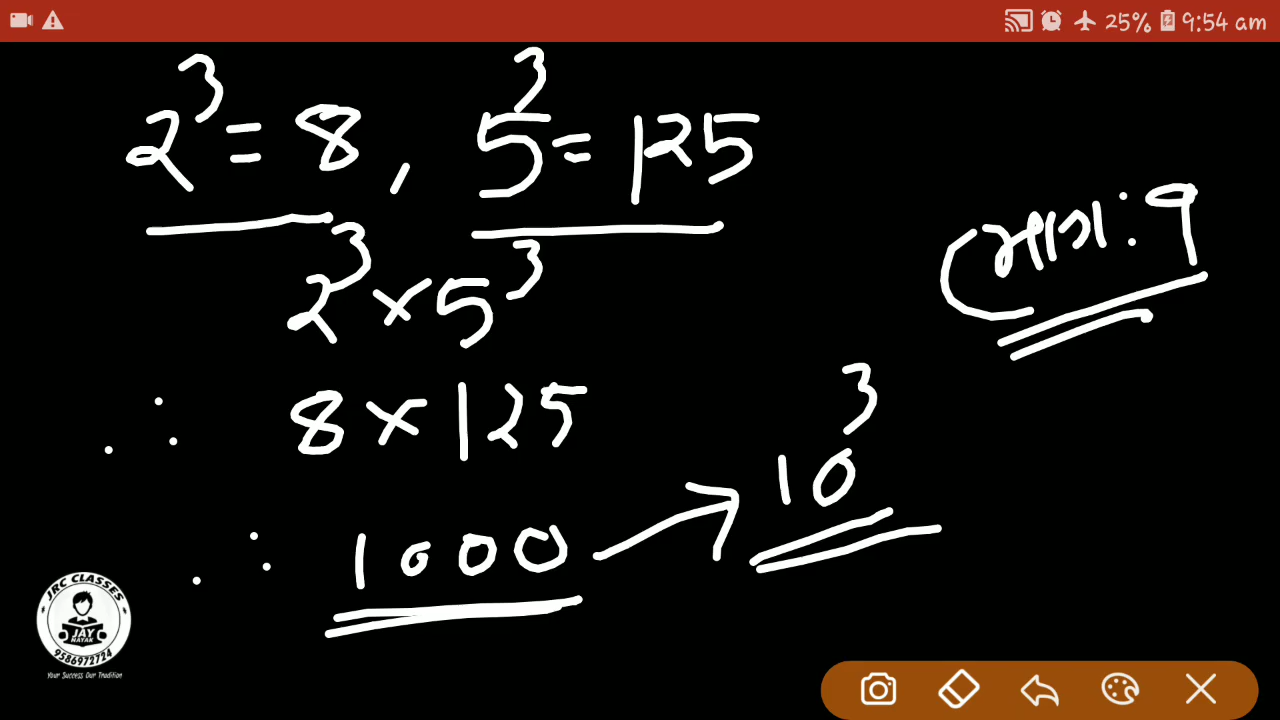 25% 9:54 am
2³ = 8, 5³ = 125
ભાગ : 9
2³ × 5³
∴ 8 × 125
∴ 1000 → 10³
JRC CLASSES
JAY
NAYAK
9586972724
Your Success Our Tradition